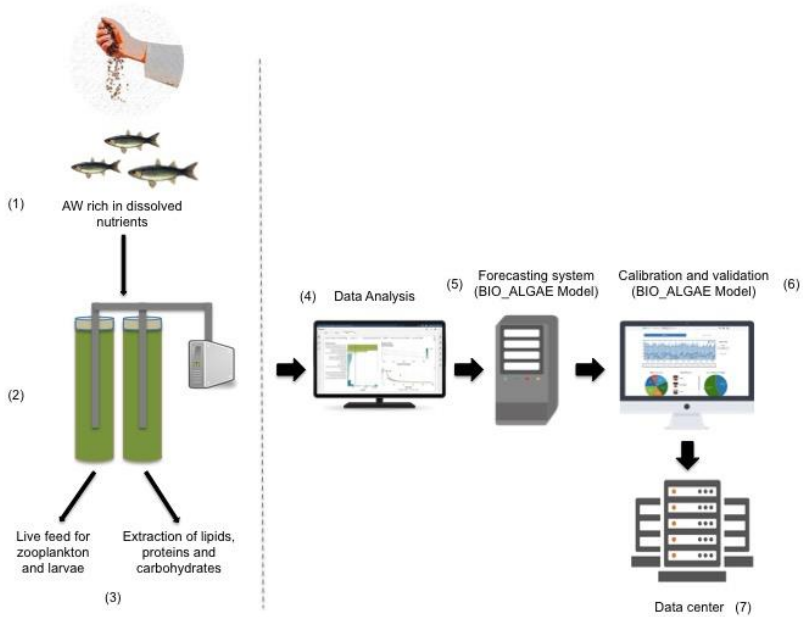 (1)
AW rich in dissolved
nutrients
(2)
Live feed for
zooplankton
and larvae
Extraction of lipids,
proteins and
carbohydrates
(3)
(4) Data Analysis
(5) Forecasting system
(BIO_ALGAE Model)
Calibration and validation (6)
(BIO_ALGAE Model)
Data center (7)